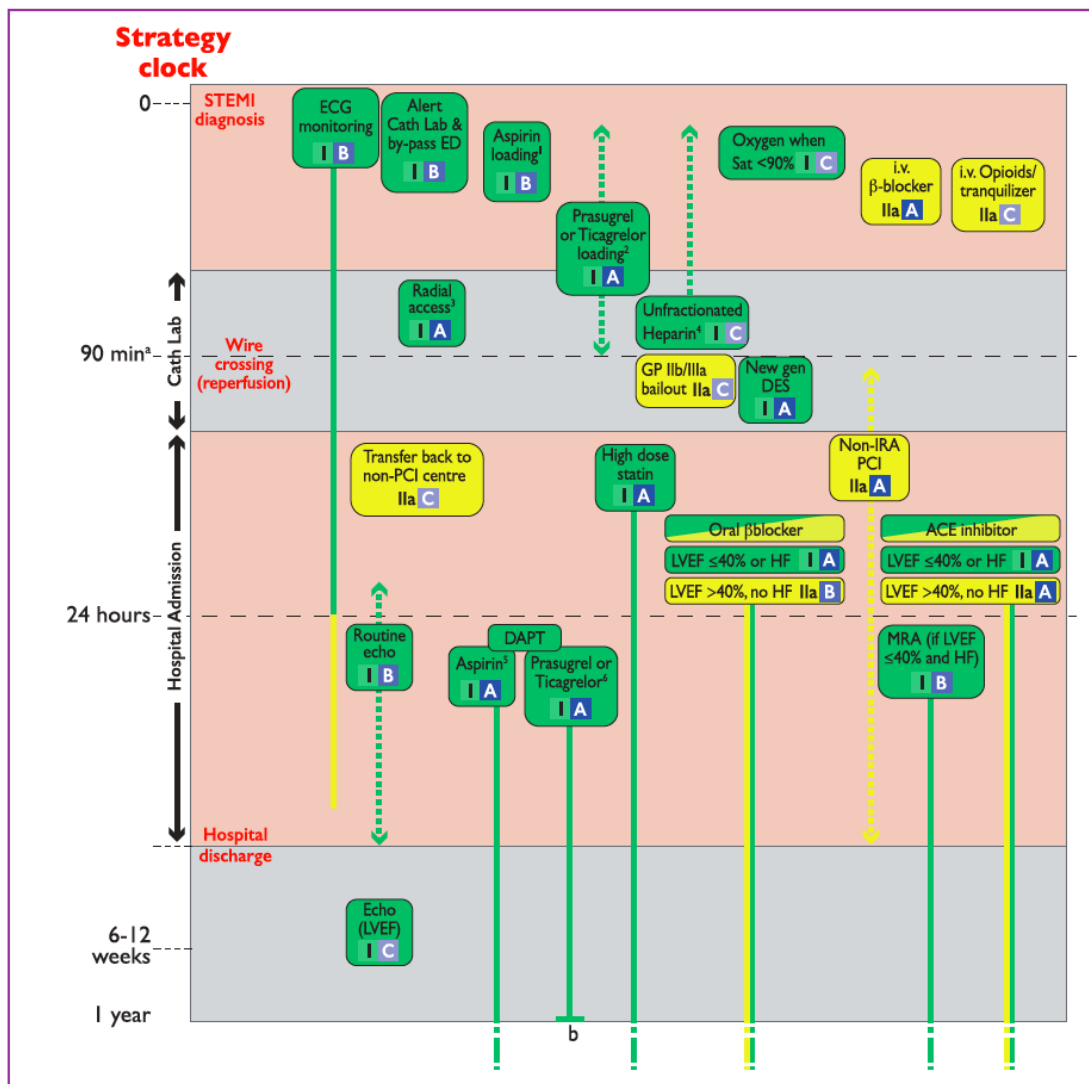 Strategy
clock
0
STEMI
diagnosis
ECG
monitoring
I B
Alert
Cath Lab &
by-pass ED
I B
Aspirin
loading¹
I B
Prasugrel
or Ticagrelor
loading²
I A
Oxygen when
Sat <90% I C
i.v.
β-blocker
IIa A
i.v. Opioids/
tranquilizer
IIa C
Cath Lab
90 minᵃ
Wire
crossing
(reperfusion)
Radial
access³
I A
Unfractionated
Heparin⁴ I C
GP IIb/IIIa
bailout IIa C
New gen
DES
I A
Hospital Admission
Transfer back to
non-PCI centre
IIa C
High dose
statin
I A
Non-IRA
PCI
IIa A
Oral βblocker
LVEF ≤40% or HF I A
LVEF >40%, no HF IIa B
ACE inhibitor
LVEF ≤40% or HF I A
LVEF >40%, no HF IIa A
24 hours
Routine
echo
I B
DAPT
Aspirin⁵
I A
Prasugrel or
Ticagrelor⁶
I A
MRA (if LVEF
≤40% and HF)
I B
Hospital
discharge
6-12
weeks
Echo
(LVEF)
I C
1 year
b